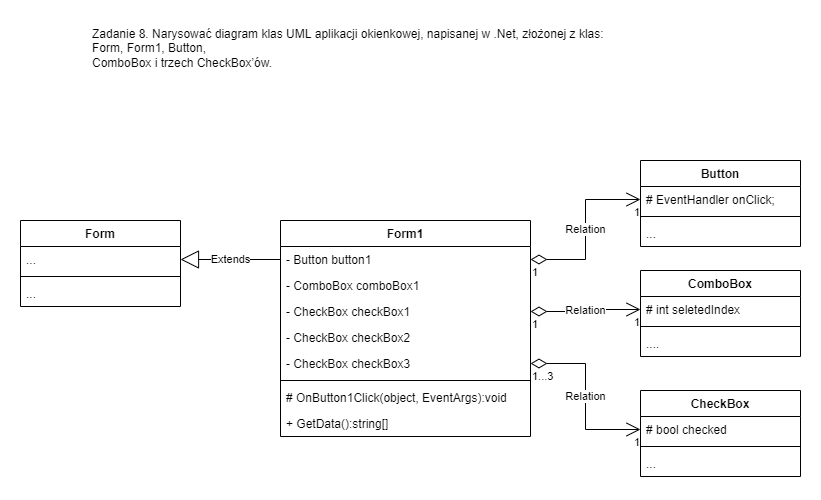 Zadanie 8. Narysować diagram klas UML aplikacji okienkowej, napisanej w .Net, złożonej z klas:
Form, Form1, Button,
ComboBox i trzech CheckBox'ów.
Form
...
...
Extends
Form1
- Button button1
- ComboBox comboBox1
- CheckBox checkBox1
- CheckBox checkBox2
- CheckBox checkBox3
# OnButton1Click(object, EventArgs):void
+ GetData():string[]
1
Relation
1
1
Relation
1
1...3
Relation
1
Button
# EventHandler onClick;
...
ComboBox
# int seletedIndex
....
CheckBox
# bool checked
...